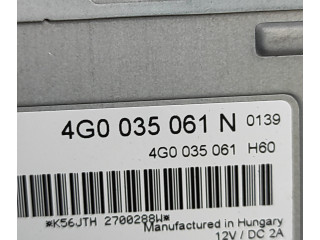 4G0 035 061 N 0139
4G0 035 061 H60
*K56JTH 2700288W*
Manufactured in Hungary
12V / DC 2A